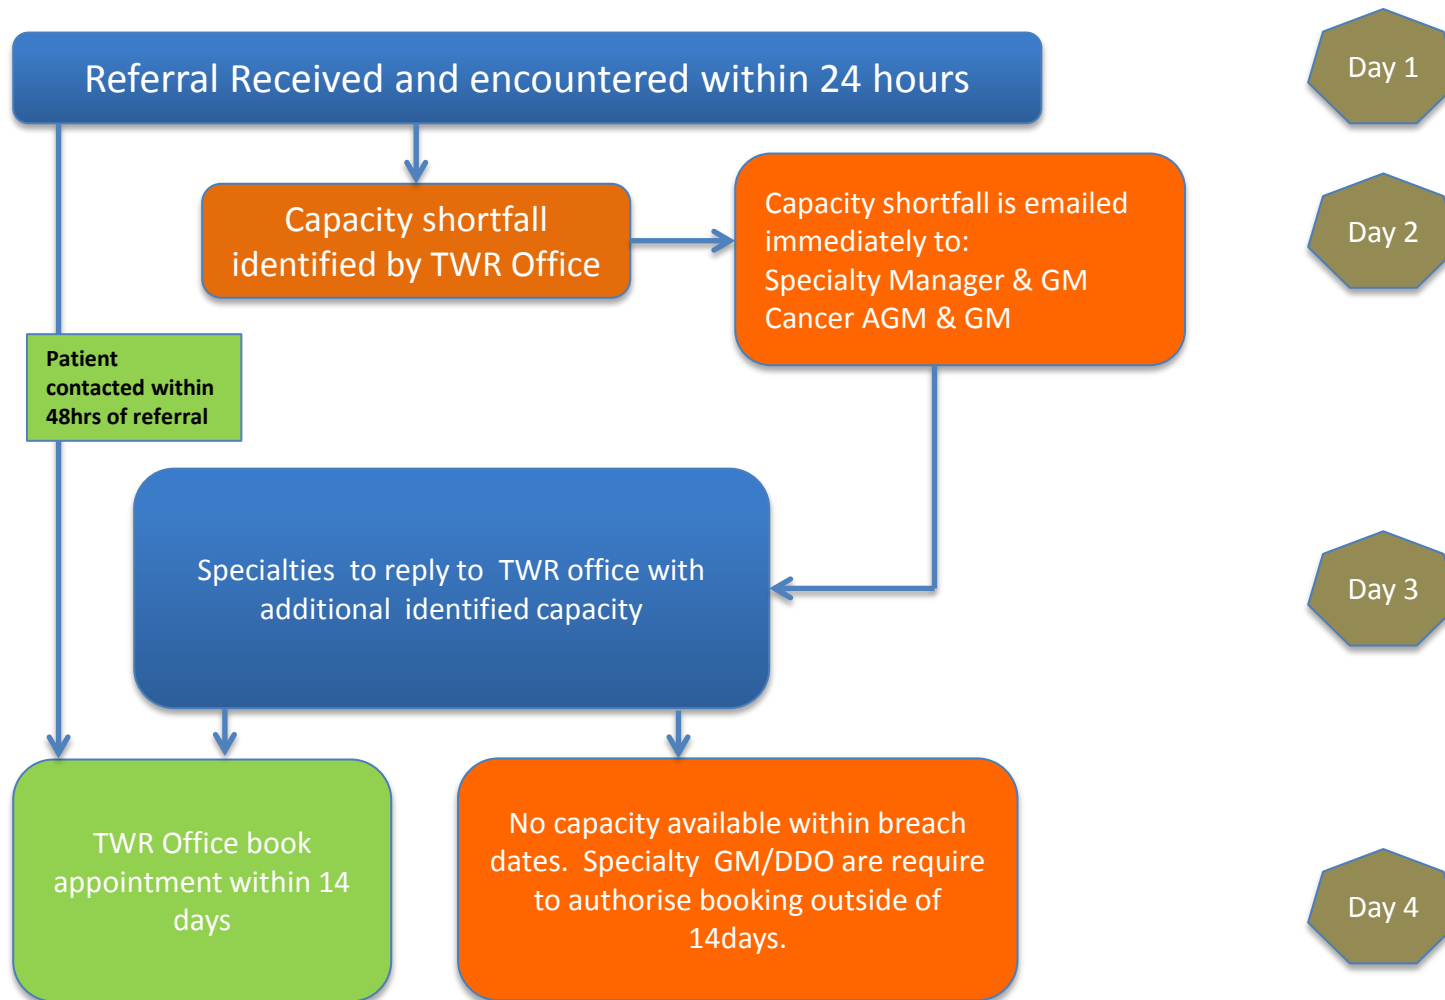 Referral Received and encountered within 24 hours
Day 1
Capacity shortfall
identified by TWR Office
Capacity shortfall is emailed
immediately to:
Specialty Manager & GM
Cancer AGM & GM
Day 2
Patient
contacted within
48hrs of referral
Specialties to reply to TWR office with
additional identified capacity
Day 3
TWR Office book
appointment within 14
days
No capacity available within breach
dates. Specialty GM/DDO are require
to authorise booking outside of
14days.
Day 4